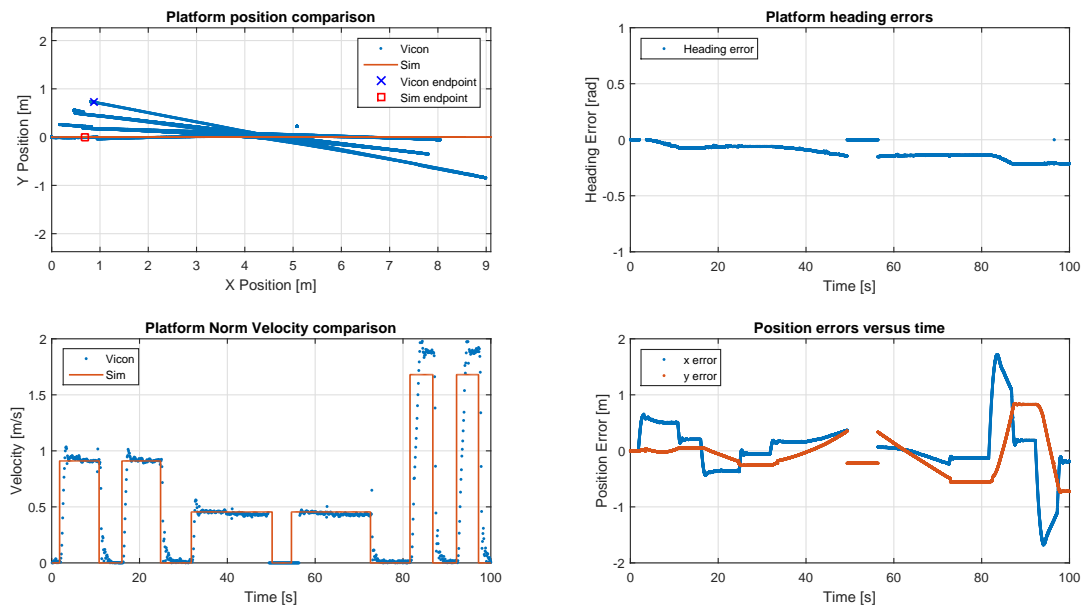 Platform position comparison
Y Position [m]
2
1
0
-1
-2
0 1 2 3 4 5 6 7 8 9
X Position [m]
Vicon
Sim
Vicon endpoint
Sim endpoint
Platform heading errors
Heading Error [rad]
1
0.5
0
-0.5
-1
0 20 40 60 80 100
Time [s]
Heading error
Platform Norm Velocity comparison
Velocity [m/s]
2
1.5
1
0.5
0
0 20 40 60 80 100
Time [s]
Vicon
Sim
Position errors versus time
Position Error [m]
2
1
0
-1
-2
0 20 40 60 80 100
Time [s]
x error
y error